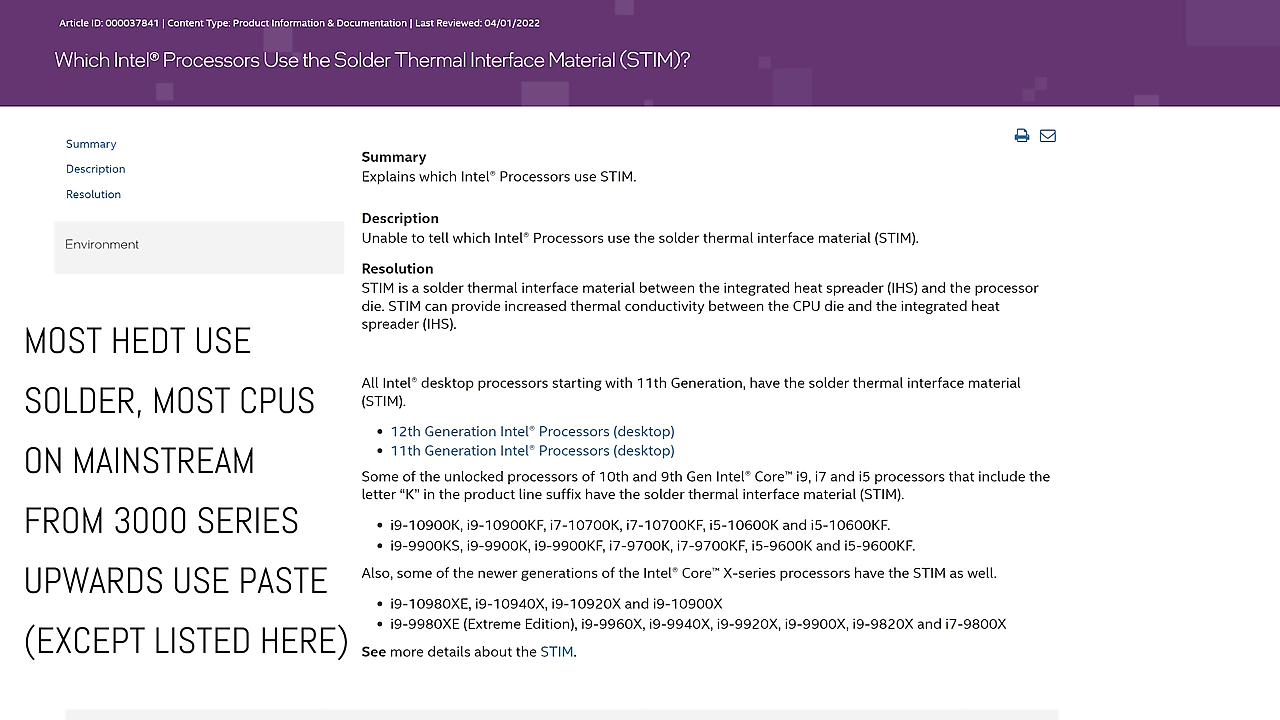 Article ID: 000037841 | Content Type: Product Information & Documentation | Last Reviewed: 04/01/2022
Which Intel® Processors Use the Solder Thermal Interface Material (STIM)?
Summary
Description
Resolution
Environment
MOST HEDT USE
SOLDER, MOST CPUS
ON MAINSTREAM
FROM 3000 SERIES
UPWARDS USE PASTE
(EXCEPT LISTED HERE)
Summary
Explains which Intel® Processors use STIM.
Description
Unable to tell which Intel® Processors use the solder thermal interface material (STIM).
Resolution
STIM is a solder thermal interface material between the integrated heat spreader (IHS) and the processor
die. STIM can provide increased thermal conductivity between the CPU die and the integrated heat
spreader (IHS).
All Intel® desktop processors starting with 11th Generation, have the solder thermal interface material
(STIM).
• 12th Generation Intel® Processors (desktop)
• 11th Generation Intel® Processors (desktop)
Some of the unlocked processors of 10th and 9th Gen Intel® Core™ i9, i7 and i5 processors that include the
letter “K” in the product line suffix have the solder thermal interface material (STIM).
• i9-10900K, i9-10900KF, i7-10700K, i7-10700KF, i5-10600K and i5-10600KF.
• i9-9900KS, i9-9900K, i9-9900KF, i7-9700K, i7-9700KF, i5-9600K and i5-9600KF.
Also, some of the newer generations of the Intel® Core™ X-series processors have the STIM as well.
• i9-10980XE, i9-10940X, i9-10920X and i9-10900X
• i9-9980XE (Extreme Edition), i9-9960X, i9-9940X, i9-9920X, i9-9900X, i9-9820X and i7-9800X
See more details about the STIM.